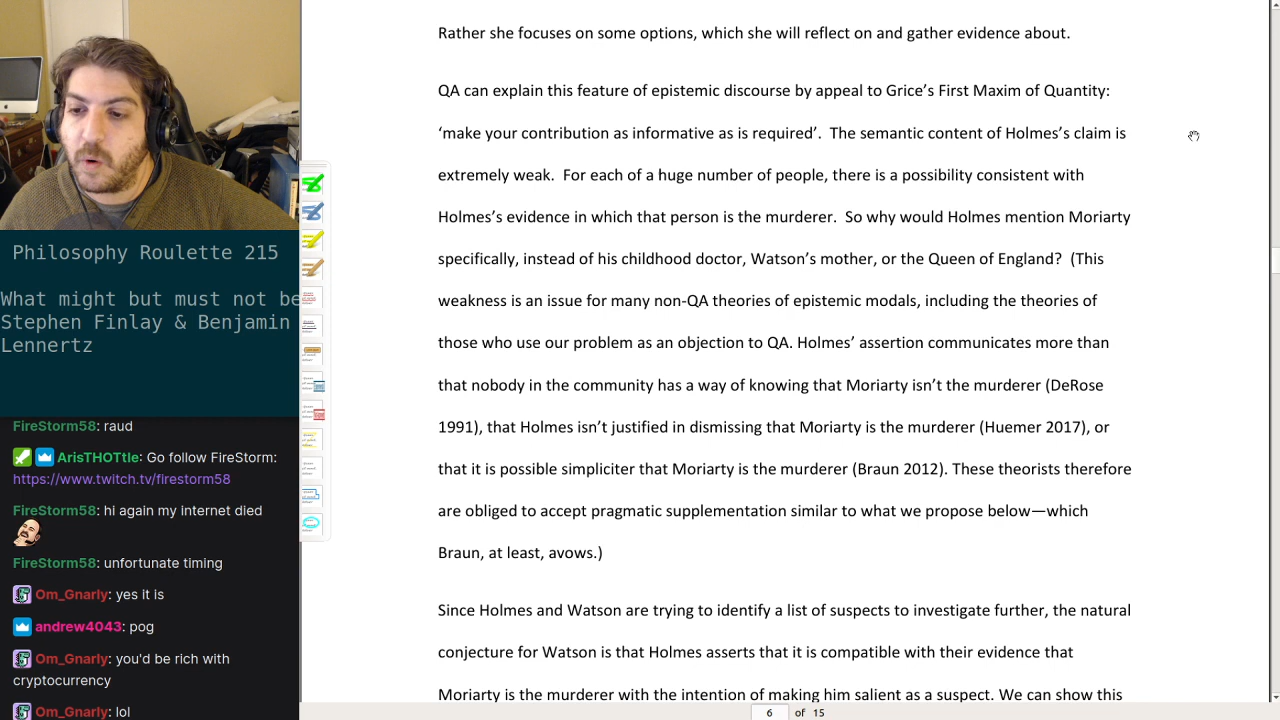 Rather she focuses on some options, which she will reflect on and gather evidence about.
QA can explain this feature of epistemic discourse by appeal to Grice's First Maxim of Quantity:
'make your contribution as informative as is required'.  The semantic content of Holmes's claim is
extremely weak.  For each of a huge number of people, there is a possibility consistent with
Holmes's evidence in which that person is the murderer.  So why would Holmes mention Moriarty
specifically, instead of his childhood doctor, Watson's mother, or the Queen of England?  (This
weakness is an issue for many non-QA theories of epistemic modals, including the theories of
those who use our problem as an objection to QA. Holmes' assertion communicates more than
that nobody in the community has a way of knowing that Moriarty isn't the murderer (DeRose
1991), that Holmes isn't justified in dismissing that Moriarty is the murderer (Huemer 2017), or
that it is possible simpliciter that Moriarty is the murderer (Braun 2012). These theorists therefore
are obliged to accept pragmatic supplementation similar to what we propose below—which
Braun, at least, avows.)
Since Holmes and Watson are trying to identify a list of suspects to investigate further, the natural
conjecture for Watson is that Holmes asserts that it is compatible with their evidence that
Moriarty is the murderer with the intention of making him salient as a suspect. We can show this
6 of 15
Philosophy Roulette 215
What might but must not be
Stephen Finlay & Benjamin
Lennertz
FireStorm58: raud
ArisTHOTtle: Go follow FireStorm:
https://www.twitch.tv/firestorm58
FireStorm58: hi again my internet died
FireStorm58: unfortunate timing
Om_Gnarly: yes it is
andrew4043: pog
Om_Gnarly: you'd be rich with
cryptocurrency
Om_Gnarly: lol